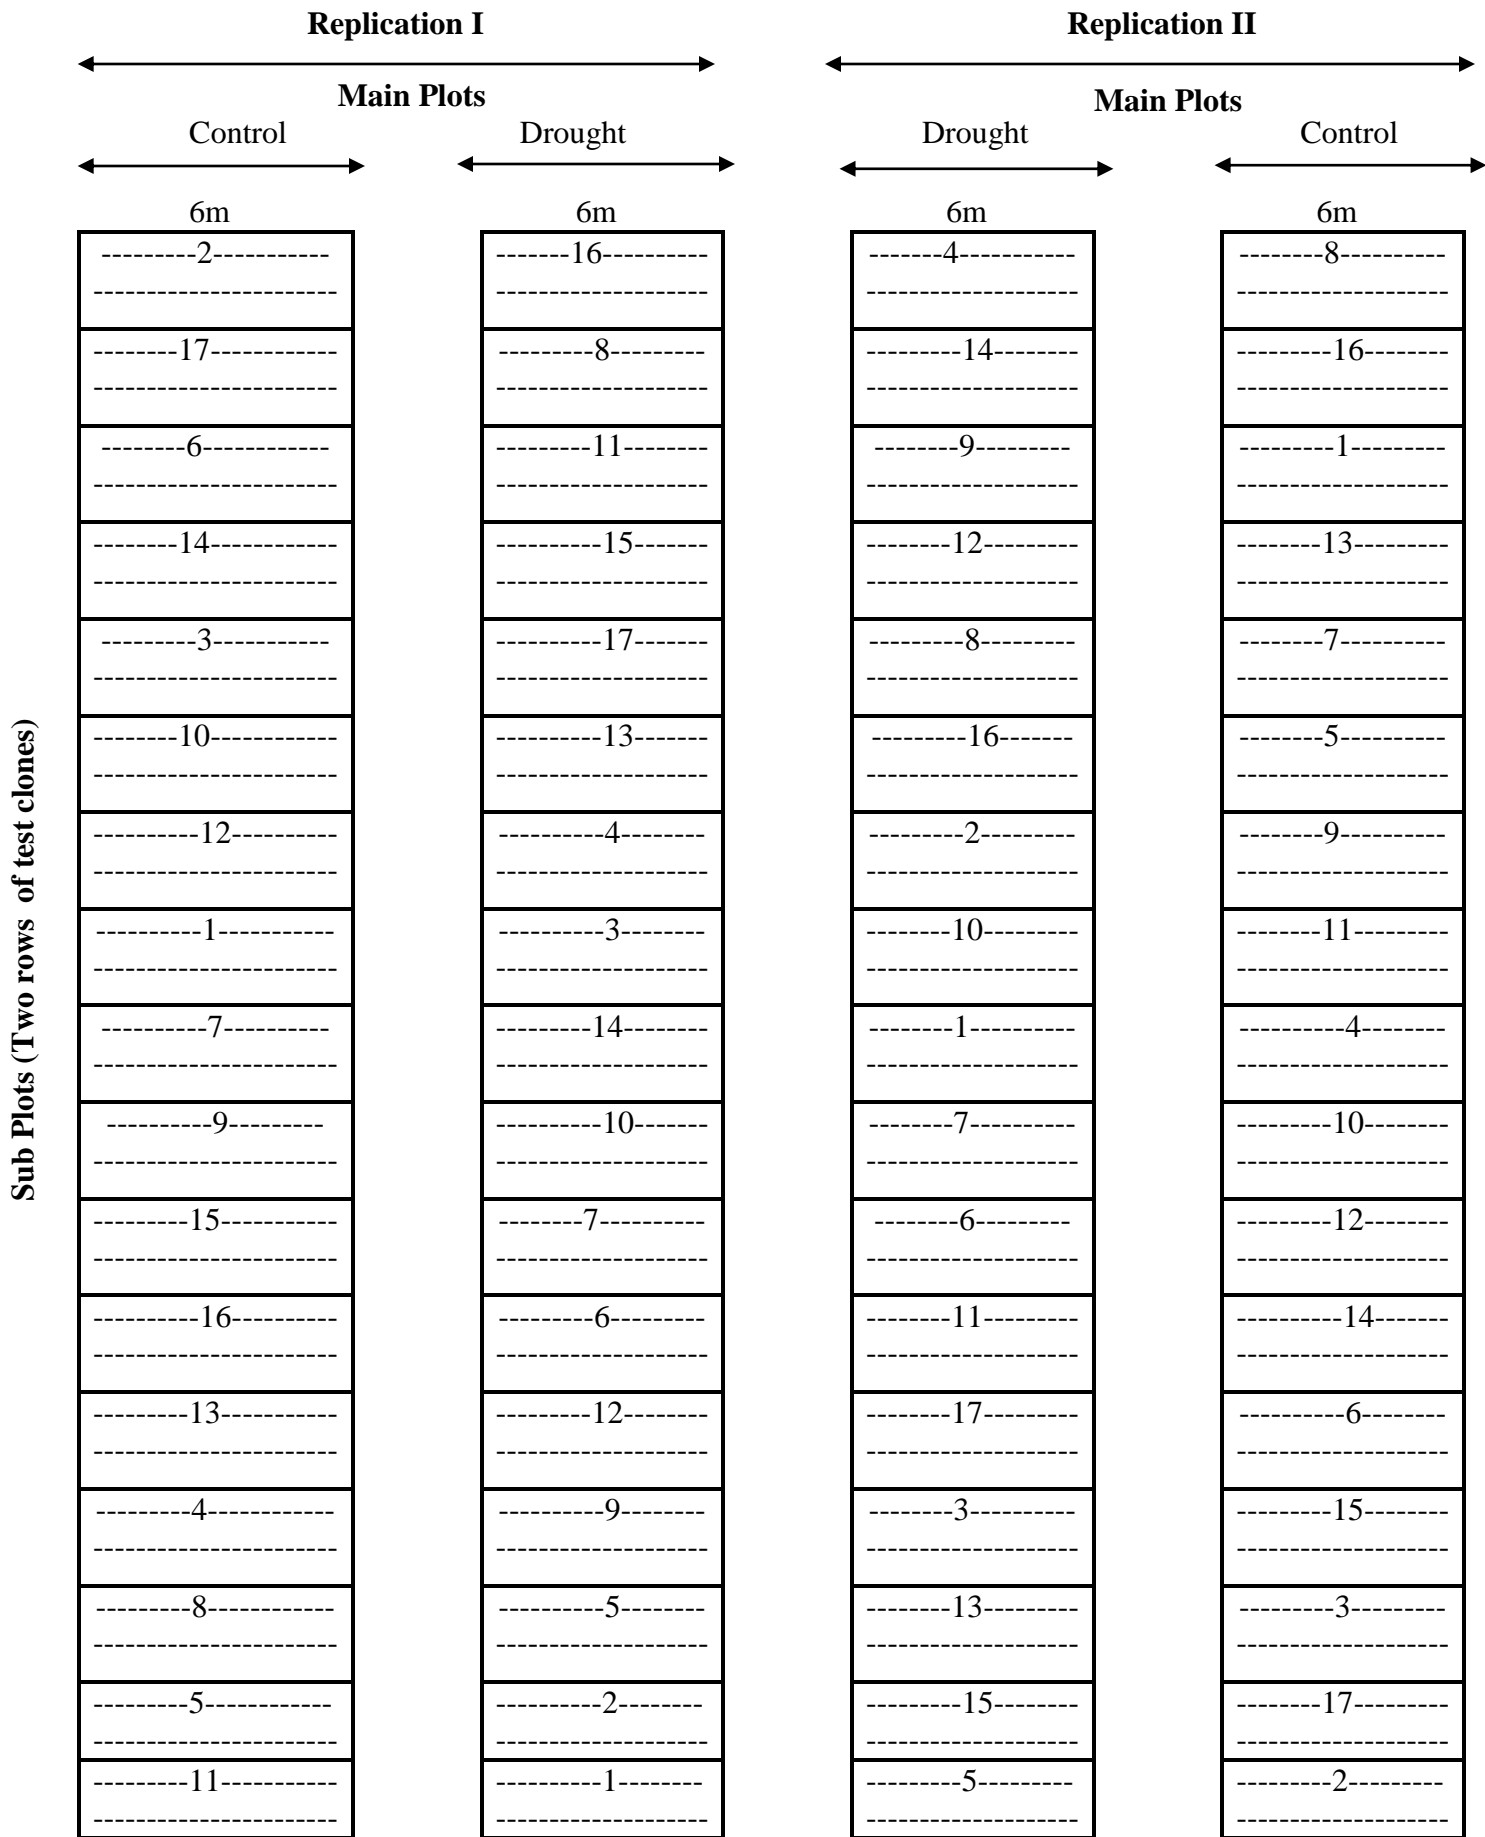 Replication I Replication II
Main Plots Main Plots
Control Drought Drought Control
6m 6m 6m 6m
Sub Plots (Two rows of test clones)
---------2----------- -------16---------- -------4----------- --------8----------
----------------------- -------------------- -------------------- --------------------
--------17------------ ---------8--------- ---------14-------- ---------16--------
----------------------- -------------------- -------------------- --------------------
--------6------------ ---------11-------- --------9--------- ---------1---------
----------------------- -------------------- -------------------- --------------------
--------14------------ ----------15------- --------12--------- --------13---------
----------------------- -------------------- -------------------- --------------------
---------3----------- ----------17------- ---------8--------- --------7----------
----------------------- -------------------- -------------------- --------------------
--------10------------ ----------13------- ---------16------- --------5----------
----------------------- -------------------- -------------------- --------------------
----------12---------- ----------4-------- ---------2--------- --------9----------
----------------------- -------------------- -------------------- --------------------
----------1----------- ----------3-------- --------10--------- --------11---------
----------------------- -------------------- -------------------- --------------------
----------7---------- ---------14-------- --------1---------- ----------4--------
----------------------- -------------------- -------------------- --------------------
----------9--------- ----------10------- --------7---------- ---------10--------
----------------------- -------------------- -------------------- --------------------
---------15----------- --------7---------- --------6--------- ---------12--------
----------------------- -------------------- -------------------- --------------------
----------16---------- ---------6--------- --------11--------- ----------14-------
----------------------- -------------------- -------------------- --------------------
---------13----------- ---------12-------- --------17--------- ----------6--------
----------------------- -------------------- -------------------- --------------------
---------4------------ ----------9-------- --------3---------- ---------15--------
----------------------- -------------------- -------------------- --------------------
---------8------------ ----------5-------- --------13--------- ---------3---------
----------------------- -------------------- -------------------- --------------------
---------5------------ ----------2-------- ---------15-------- --------17---------
----------------------- -------------------- -------------------- --------------------
---------11----------- ----------1-------- ---------5--------- ---------2---------
----------------------- -------------------- -------------------- --------------------